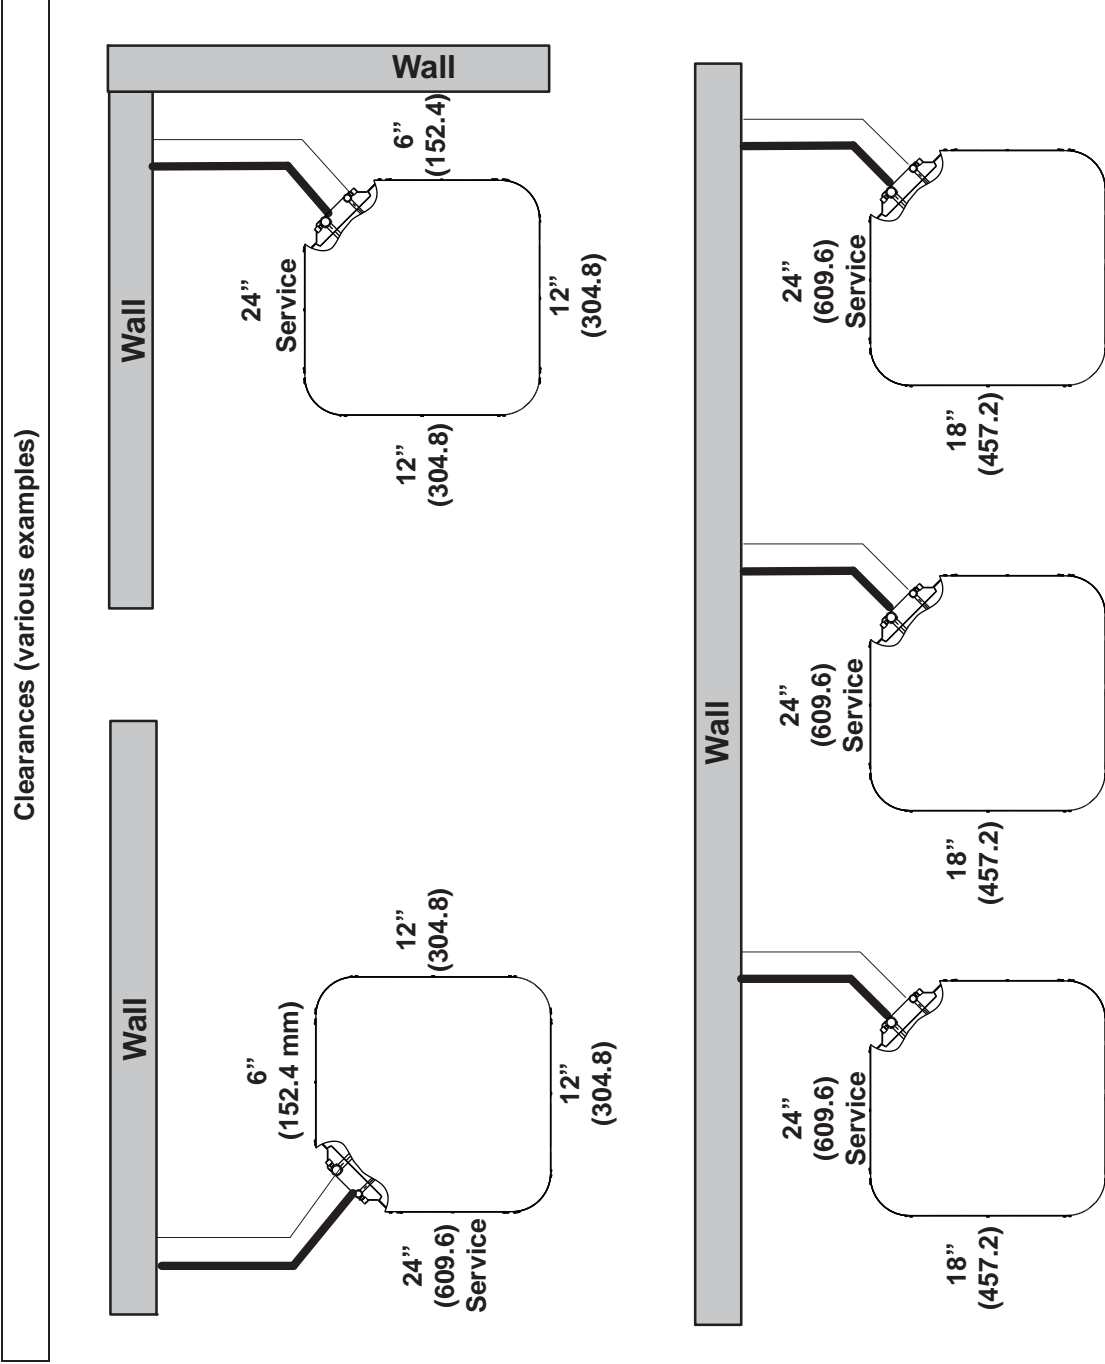 Clearances (various examples)
Wall
6”
(152.4 mm)
12”
(304.8)
12”
(304.8)
24”
(609.6)
Service
Wall
Wall
6”
(152.4)
24”
Service
12”
(304.8)
12”
(304.8)
Wall
24”
(609.6)
Service
18”
(457.2)
24”
(609.6)
Service
18”
(457.2)
24”
(609.6)
Service
18”
(457.2)